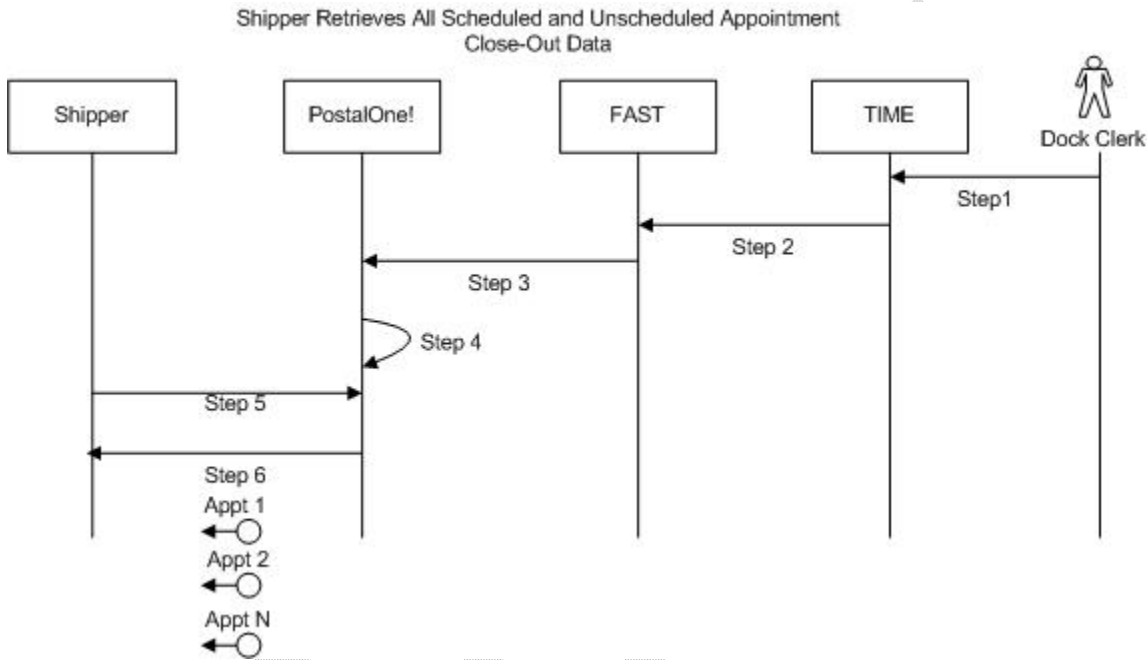 Shipper Retrieves All Scheduled and Unscheduled Appointment
Close-Out Data
Shipper
PostalOne!
FAST
TIME
Dock Clerk
Step1
Step 2
Step 3
Step 4
Step 5
Step 6
Appt 1
Appt 2
Appt N